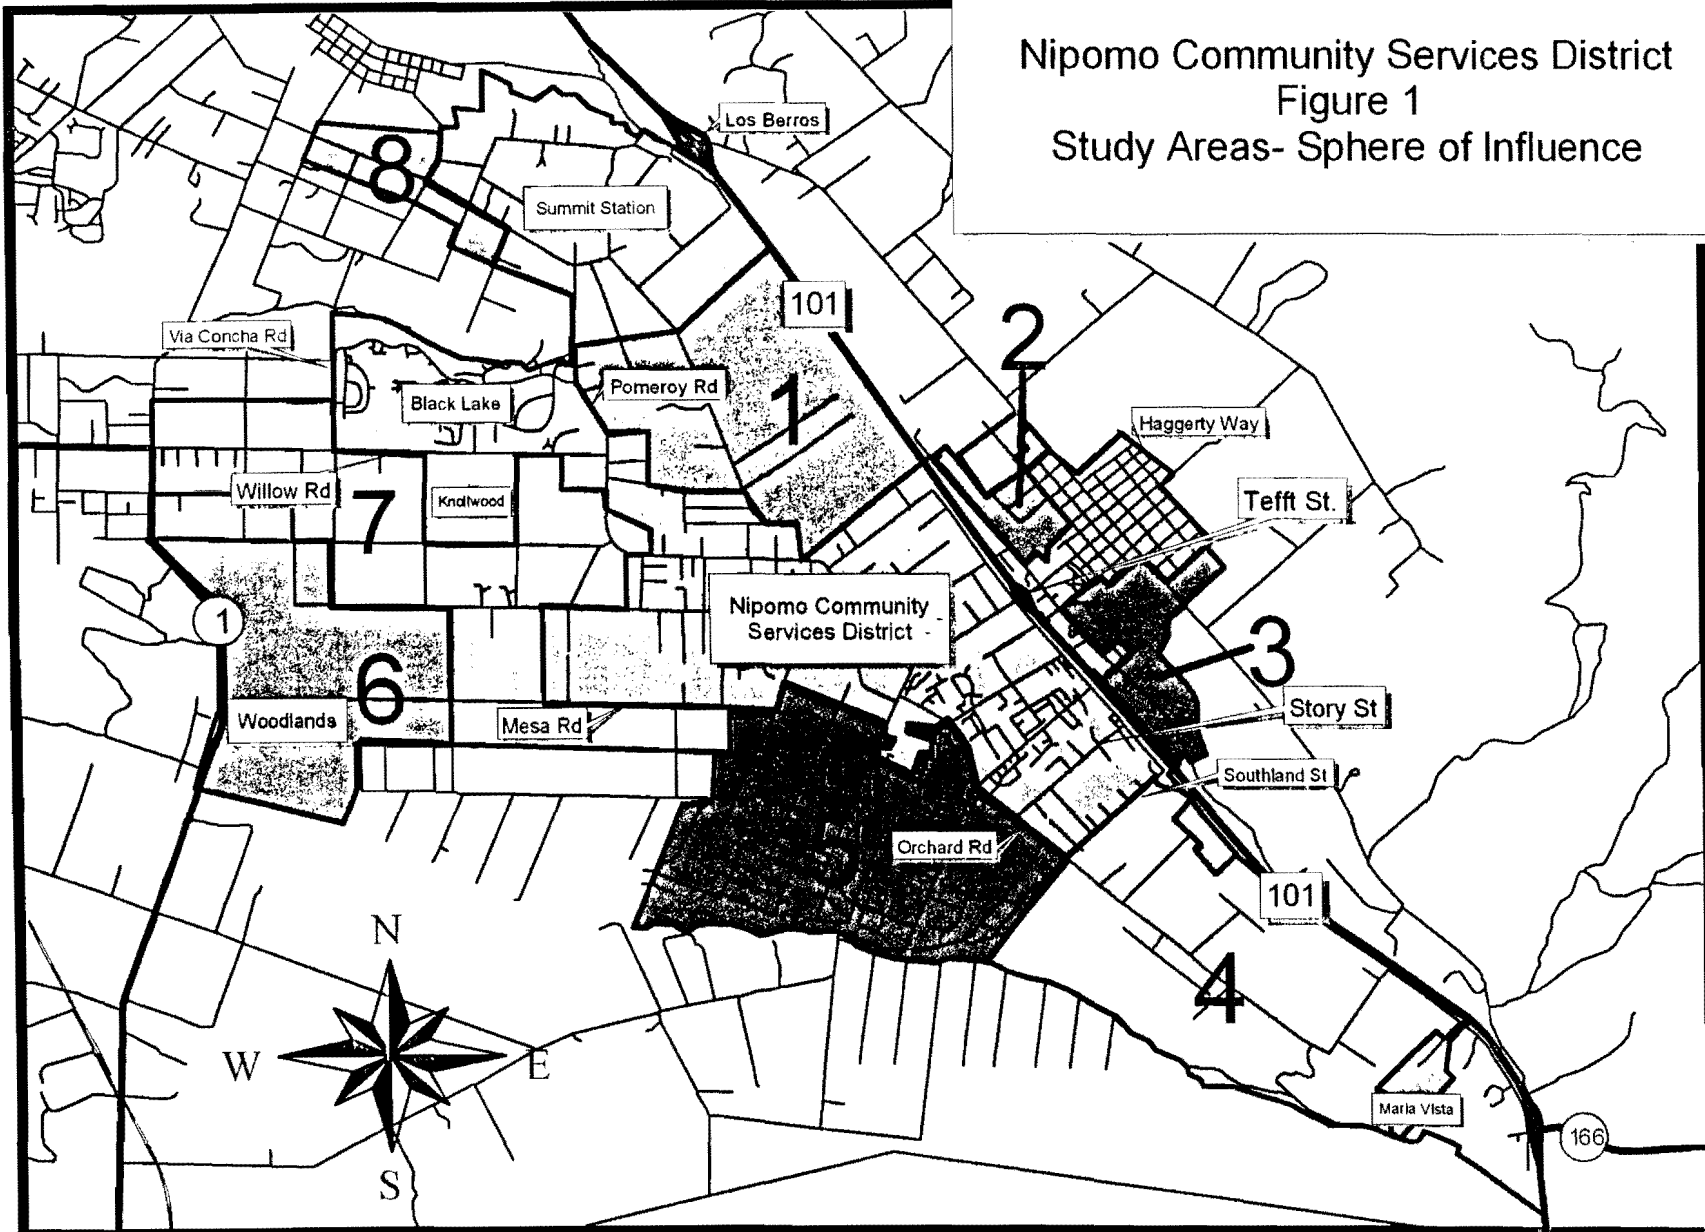 Nipomo Community Services District
Figure 1
Study Areas- Sphere of Influence
Los Berros
8
Summit Station
101
2
Via Concha Rd
Pomeroy Rd
Black Lake
1
Haggerty Way
Willow Rd
7
Knollwood
Tefft St.
1
Nipomo Community
Services District
3
6
Woodlands
Mesa Rd
Story St
Southland St
Orchard Rd
101
N
4
W
E
Maria Vista
166
S